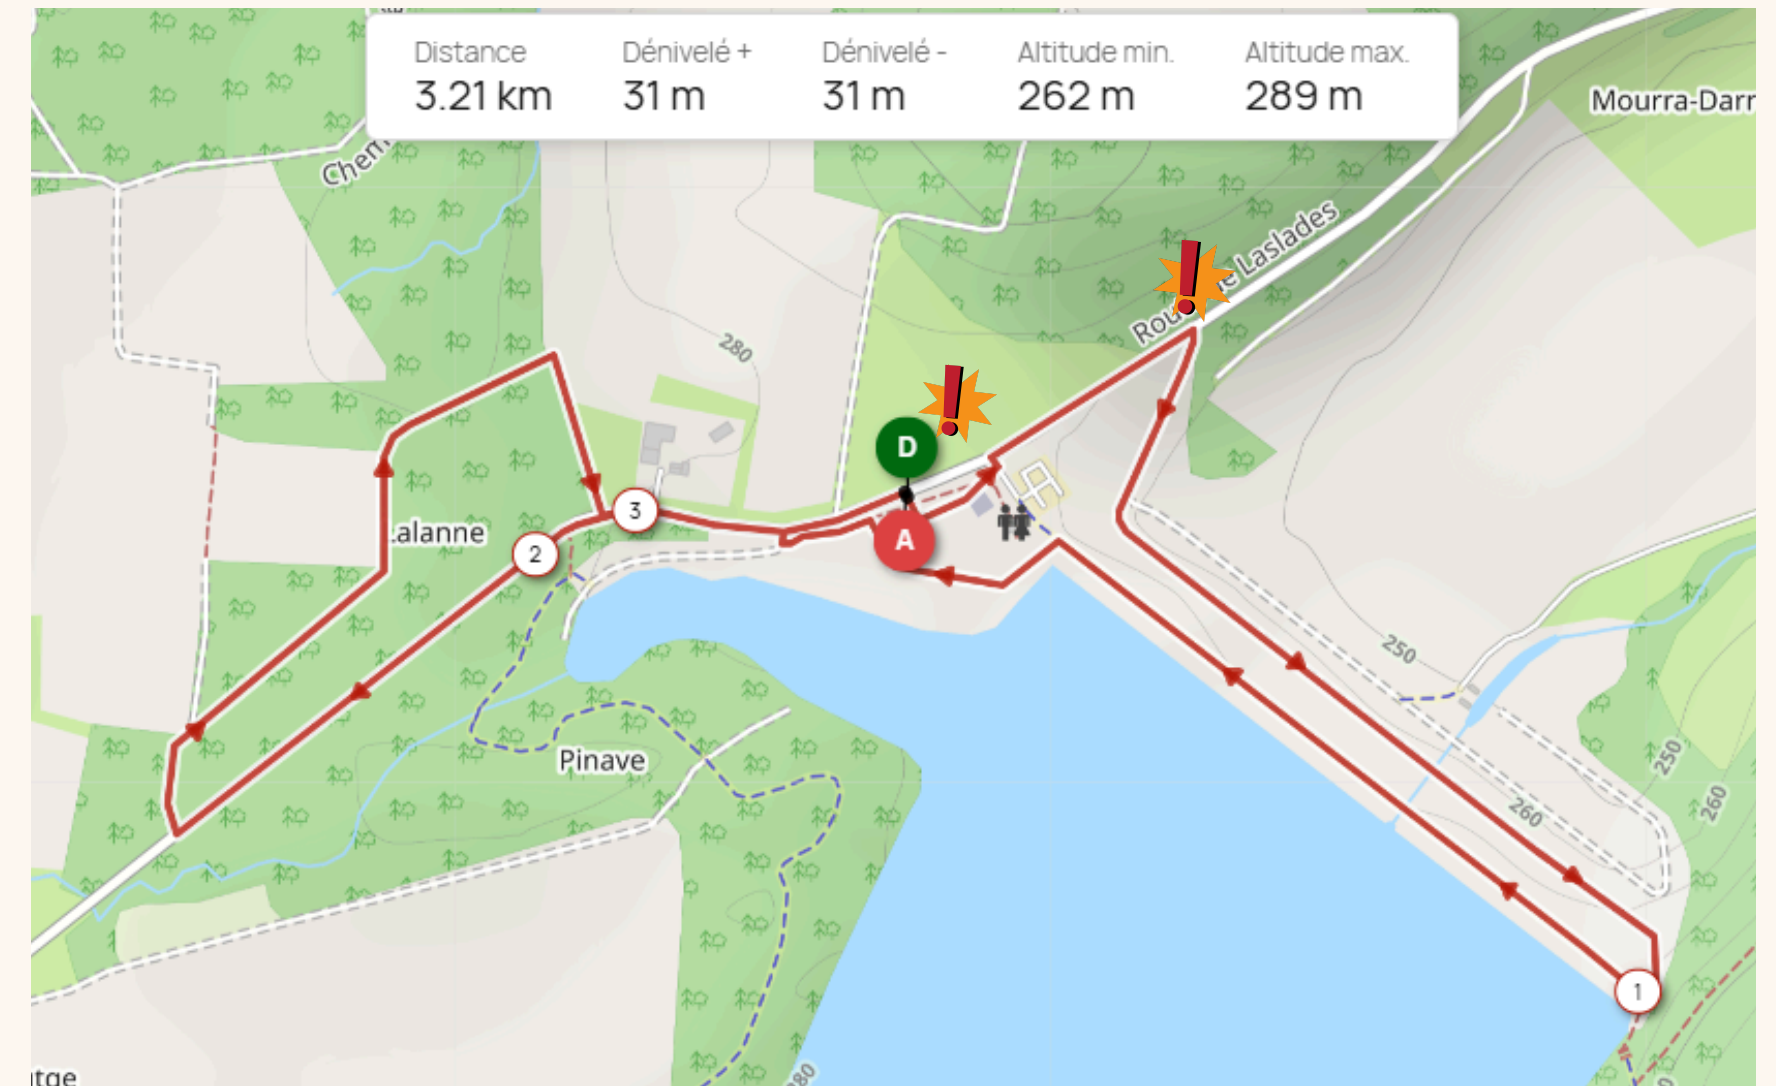 Distance
3.21 km
Dénivelé +
31 m
Dénivelé -
31 m
Altitude min.
262 m
Altitude max.
289 m
Mourra-Darr
Chem
Laslades
280
D
3
Lalanne
2
A
250
Pinave
250
260
260
1